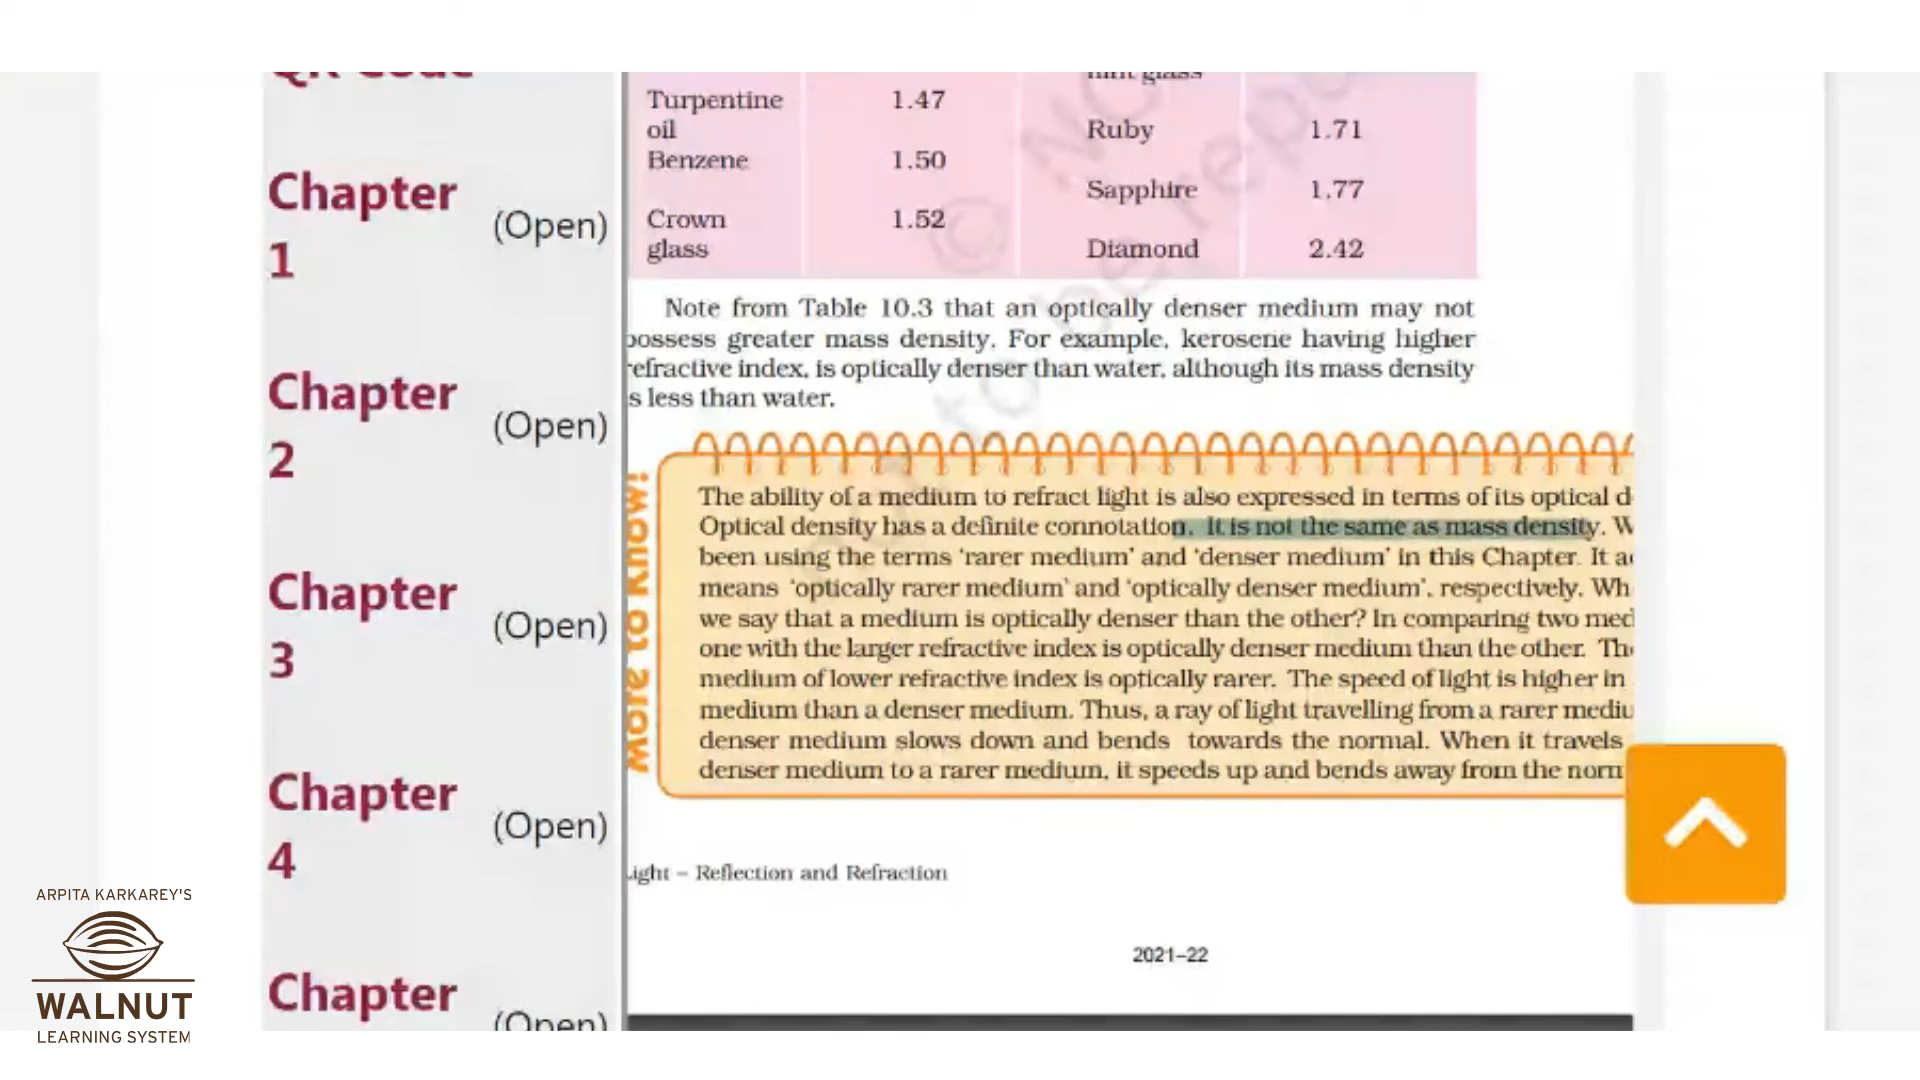 QR Code
Chapter
1
(Open)
Chapter
2
(Open)
Chapter
3
(Open)
Chapter
4
(Open)
Chapter
(Open)
glass
Turpentine 1.47
oil
Ruby 1.71
Benzene 1.50
Sapphire 1.77
Crown 1.52
glass
Diamond 2.42
Note from Table 10.3 that an optically denser medium may not
possess greater mass density. For example, kerosene having higher
refractive index, is optically denser than water, although its mass density
s less than water.
More to Know!
The ability of a medium to refract light is also expressed in terms of its optical d
Optical density has a definite connotation. It is not the same as mass density. W
been using the terms ‘rarer medium’ and ‘denser medium’ in this Chapter. It a
means ‘optically rarer medium’ and ‘optically denser medium’, respectively. Wh
we say that a medium is optically denser than the other? In comparing two med
one with the larger refractive index is optically denser medium than the other. Th
medium of lower refractive index is optically rarer. The speed of light is higher in
medium than a denser medium. Thus, a ray of light travelling from a rarer mediu
denser medium slows down and bends towards the normal. When it travels
denser medium to a rarer medium, it speeds up and bends away from the norm
Light – Reflection and Refraction
2021–22
ARPITA KARKAREY'S
WALNUT
LEARNING SYSTEM